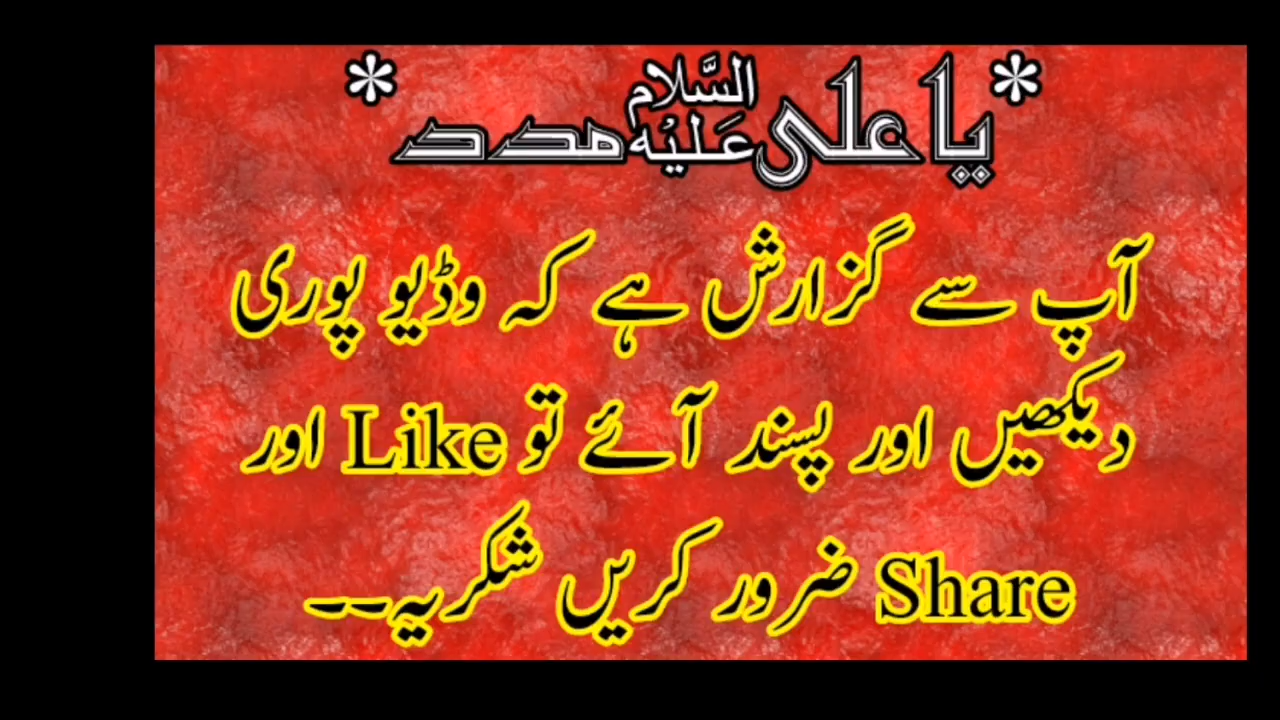 *یا علی علیہ السلام مدد*
آپ سے گزارش ہے کہ وڈیو پوری
دیکھیں اور پسند آئے تو Like اور
Share ضرور کریں شکریہ۔۔